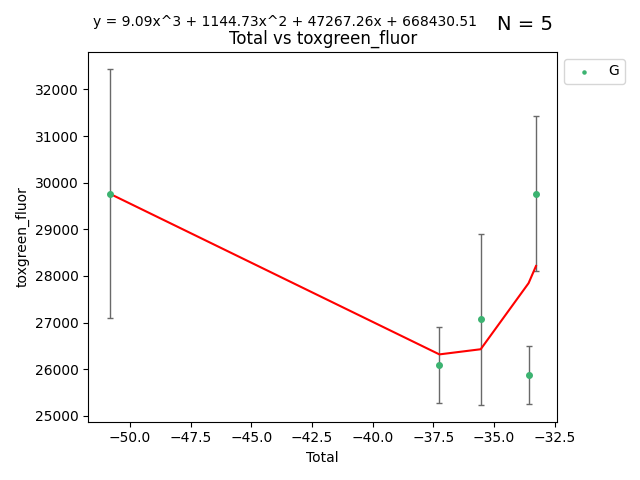 y = 9.09x^3 + 1144.73x^2 + 47267.26x + 668430.51
N = 5
Total vs toxgreen_fluor
G
32000
31000
30000
29000
28000
27000
26000
25000
toxgreen_fluor
−50.0 −47.5 −45.0 −42.5 −40.0 −37.5 −35.0 −32.5
Total